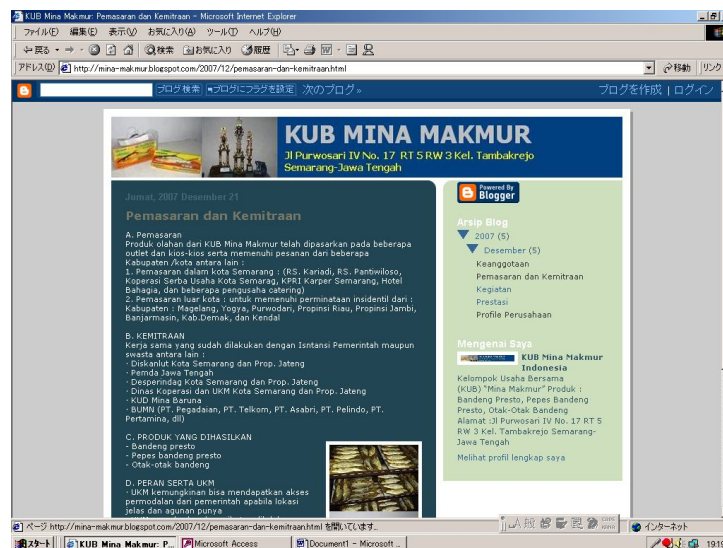 KUB Mina Makmur: Pemasaran dan Kemitraan - Microsoft Internet Explorer
ファイル(F) 編集(E) 表示(V) お気に入り(A) ツール(T) ヘルプ(H)
戻る 検索 お気に入り 履歴
アドレス(D) http://mina-makmur.blogspot.com/2007/12/pemasaran-dan-kemitraan.html 移動 リンク
ブログ検索 ブログにフラグを設定 次のブログ» ブログを作成 | ログイン
KUB MINA MAKMUR
Jl Purwosari IV No. 17 RT 5 RW 3 Kel. Tambakrejo
Semarang-Jawa Tengah
Jumat, 2007 Desember 21
Pemasaran dan Kemitraan
A. Pemasaran
Produk olahan dari KUB Mina Makmur telah dipasarkan pada beberapa
outlet dan kios-kios serta memenuhi pesanan dari beberapa
Kabupaten /kota antara lain :
1. Pemasaran dalam kota Semarang : (RS. Kariadi, RS. Pantiwiloso,
Koperasi Serba Usaha Kota Semarag, KPRI Karper Semarang, Hotel
Bahagia, dan beberapa pengusaha catering)
2. Pemasaran luar kota : untuk memenuhi perminataan insidentil dari :
Kabupaten : Magelang, Yogya, Purwodari, Propinsi Riau, Propinsi Jambi,
Banjarmasin, Kab.Demak, dan Kendal
B. KEMITRAAN
Kerja sama yang sudah dilakukan dengan Isntansi Pemerintah maupun
swasta antara lain :
· Diskanlut Kota Semarang dan Prop. Jateng
· Pemda Jawa Tengah
· Desperindag Kota Semarang dan Prop. Jateng
· Dinas Koperasi dan UKM Kota Semarang dan Prop. Jateng
· KUD Mina Baruna
· BUMN (PT. Pegadaian, PT. Telkom, PT. Asabri, PT. Pelindo, PT.
Pertamina, dll)
C. PRODUK YANG DIHASILKAN
- Bandeng presto
- Pepes bandeng presto
- Otak-otak bandeng
D. PERAN SERTA UKM
· UKM kemungkinan bisa mendapatkan akses
permodalan dari pemerintah apabila lokasi
jelas dan agunan punya
Powered By
Blogger
Arsip Blog
▼ 2007 (5)
▼ Desember (5)
Keanggotaan
Pemasaran dan Kemitraan
Kegiatan
Prestasi
Profile Perusahaan
Mengenai Saya
KUB Mina Makmur
Indonesia
Kelompok Usaha Bersama
(KUB) "Mina Makmur" Produk :
Bandeng Presto, Pepes Bandeng
Presto, Otak-Otak Bandeng
Alamat :Jl Purwosari IV No. 17 RT 5
RW 3 Kel. Tambakrejo Semarang-
Jawa Tengah
Melihat profil lengkap saya
ページ http://mina-makmur.blogspot.com/2007/12/pemasaran-dan-kemitraan.html を開いています... インターネット
スタート KUB Mina Makmur: P... Microsoft Access Document1 - Microsoft ... 19:19